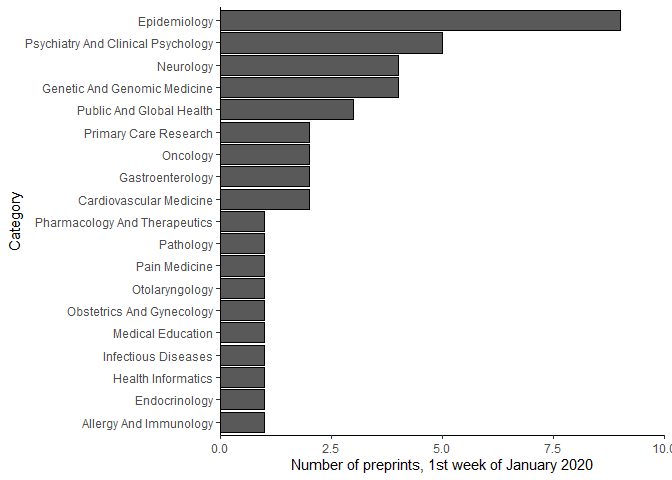 Epidemiology
Psychiatry And Clinical Psychology
Neurology
Genetic And Genomic Medicine
Public And Global Health
Primary Care Research
Oncology
Gastroenterology
Cardiovascular Medicine
Pharmacology And Therapeutics
Pathology
Pain Medicine
Otolaryngology
Obstetrics And Gynecology
Medical Education
Infectious Diseases
Health Informatics
Endocrinology
Allergy And Immunology
Category
0.0 2.5 5.0 7.5 10.0
Number of preprints, 1st week of January 2020